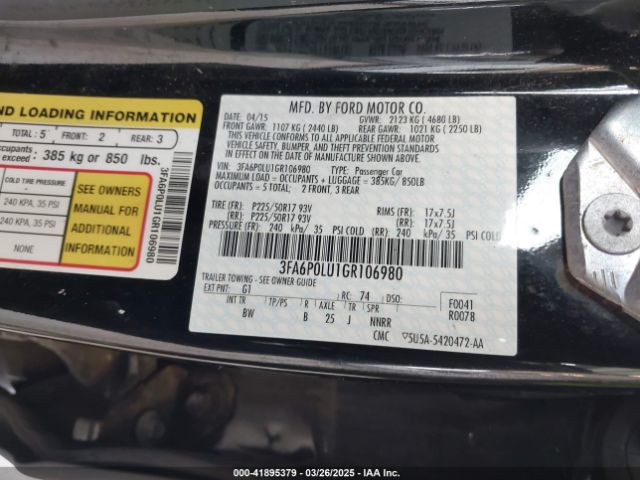 ND LOADING INFORMATION
TOTAL: 5 FRONT: 2 REAR: 3
ccupants
exceed: 385 kg or 850 lbs.
COLD TIRE PRESSURE
240 KPA, 35 PSI
240 KPA, 35 PSI
NONE
SEE OWNERS
MANUAL FOR
ADDITIONAL
INFORMATION
3FA6P0LU1GR106980
MFD. BY FORD MOTOR CO.
04/15 GVWR: 2123 KG ( 4680 LB)
FRONT GAWR: 1107 KG ( 2440 LB) REAR GAWR: 1021 KG ( 2250 LB)
THIS VEHICLE CONFORMS TO ALL APPLICABLE FEDERAL MOTOR
VEHICLE SAFETY, BUMPER, AND THEFT PREVENTION STANDARDS
IN EFFECT ON THE DATE OF MANUFACTURE SHOWN ABOVE.
VIN: 3FA6P0LU1GR106980 TYPE: Passenger Car
MAXIMUM LOAD = OCCUPANTS + LUGGAGE = 385KG/ 850LB
OCCUPANTS = 5 TOTAL: 2 FRONT, 3 REAR
TIRE (FR): P225/50R17 93V RIMS (FR): 17x7.5J
(RR): P225/50R17 93V (RR): 17x7.5J
PRESSURE (FR): 240 kPa/ 35 PSI COLD (RR): 240 kPa/ 35 PSI COLD
3FA6P0LU1GR106980
TRAILER TOWING - SEE OWNER GUIDE
EXT PNT: G1 RC: 74 DSO: F0041
R0078
INT TR TP/PS R AXLE TR SPR
BW B 25 J NNRR
CMC 5U5A-5420472-AA
000-41895379 | 03/26/2025 | IAAI.COM